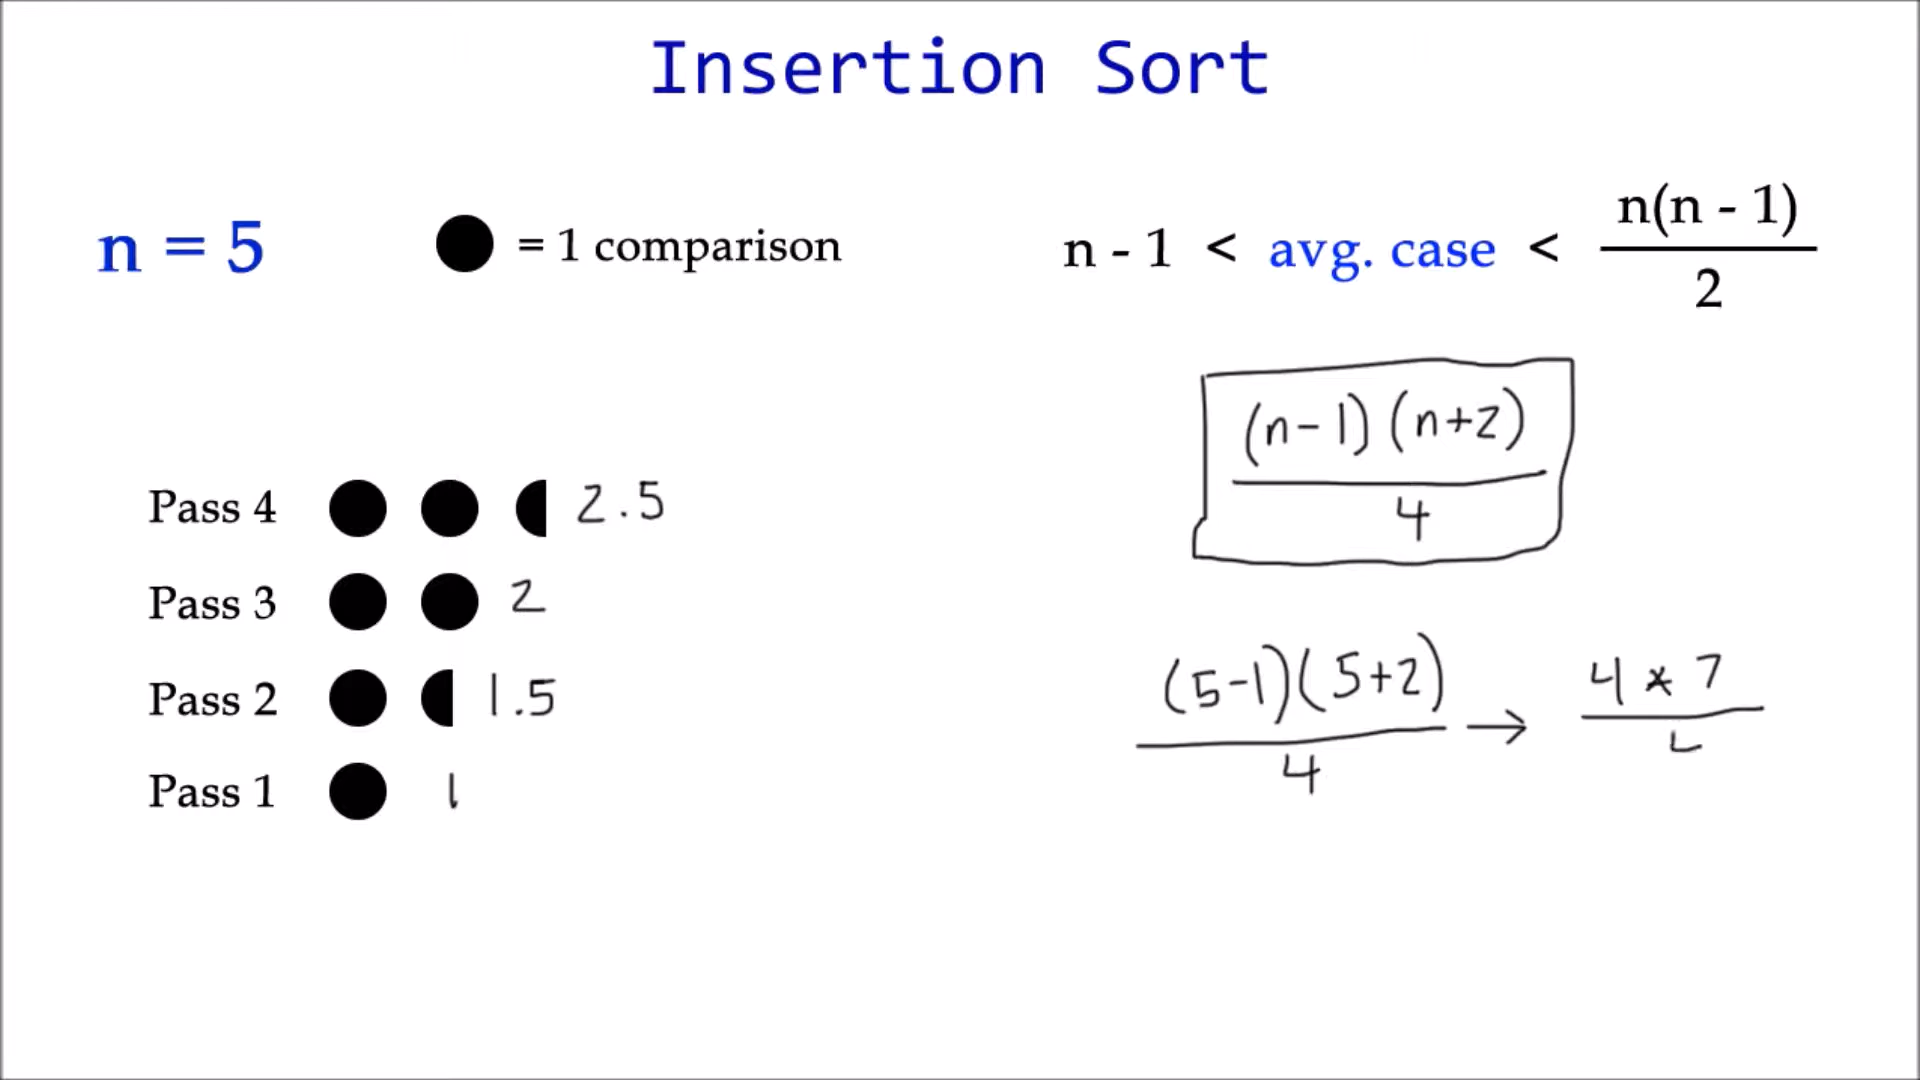 Insertion Sort
n = 5
= 1 comparison
n - 1 < avg. case <
n(n - 1)
2
(n-1)(n+2)
4
Pass 4 2.5
Pass 3 2
Pass 2 1.5
Pass 1 1
(5-1)(5+2)
4
→
4 * 7